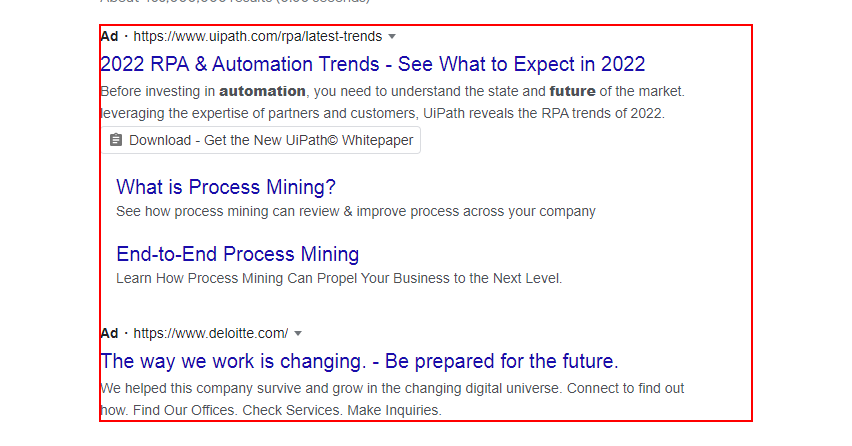 Ad · https://www.uipath.com/rpa/latest-trends
2022 RPA & Automation Trends - See What to Expect in 2022
Before investing in automation, you need to understand the state and future of the market.
leveraging the expertise of partners and customers, UiPath reveals the RPA trends of 2022.
Download - Get the New UiPath© Whitepaper
What is Process Mining?
See how process mining can review & improve process across your company
End-to-End Process Mining
Learn How Process Mining Can Propel Your Business to the Next Level.
Ad · https://www.deloitte.com/
The way we work is changing. - Be prepared for the future.
We helped this company survive and grow in the changing digital universe. Connect to find out
how. Find Our Offices. Check Services. Make Inquiries.